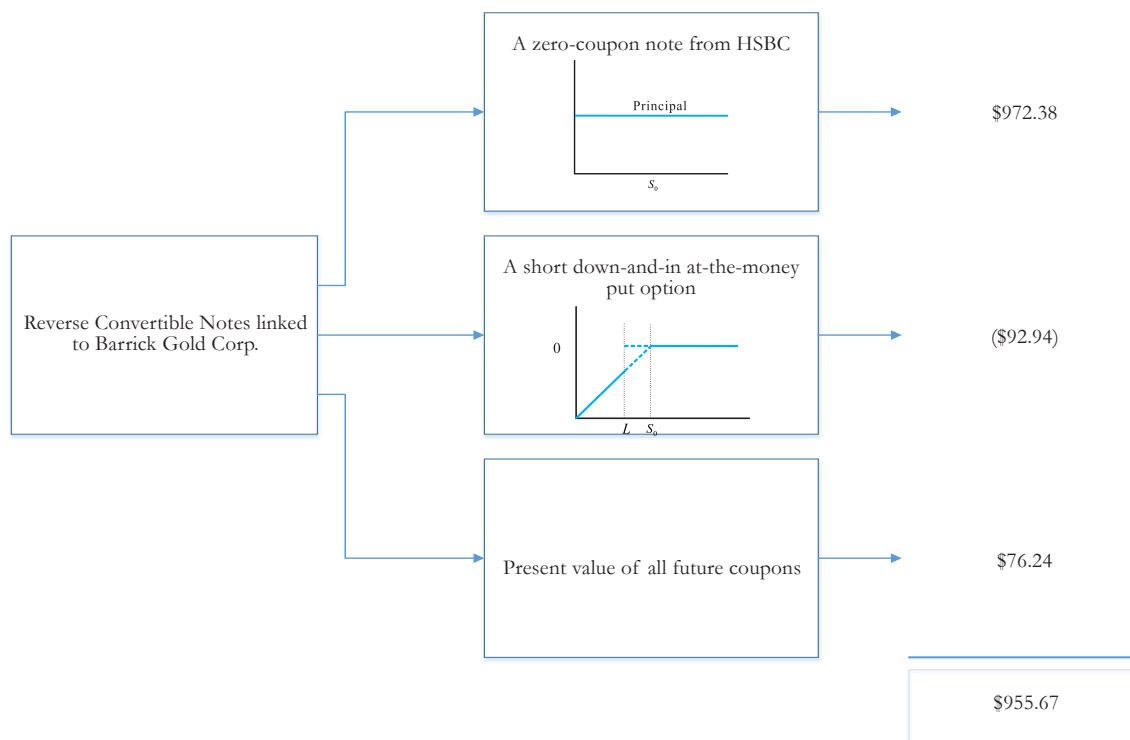 A zero-coupon note from HSBC
Principal
S₀
$972.38
Reverse Convertible Notes linked
to Barrick Gold Corp.
A short down-and-in at-the-money
put option
0
L S₀
($92.94)
Present value of all future coupons
$76.24
$955.67